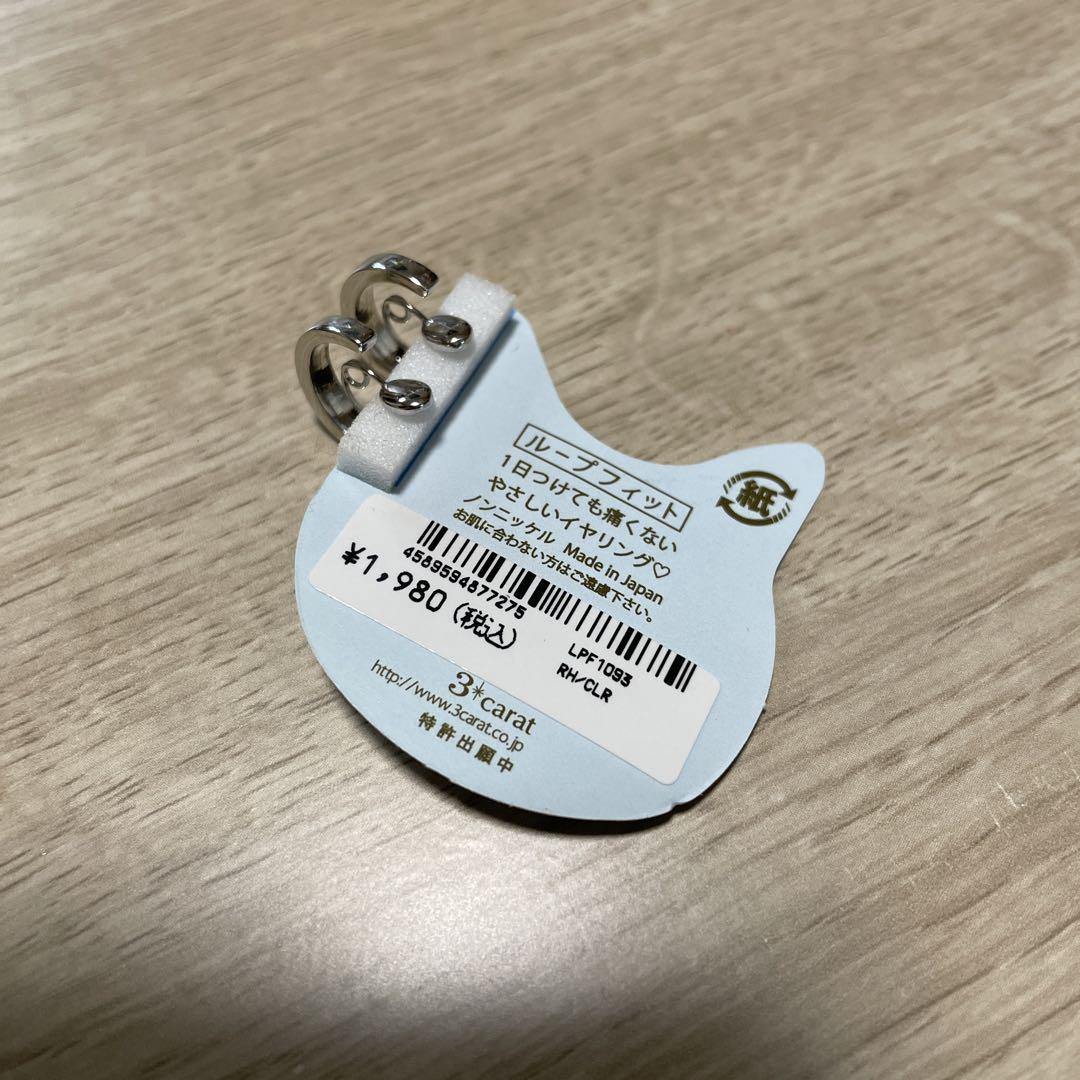 ループフィット
1日つけても痛くない
やさしいイヤリング♡
ノンニッケル Made in Japan
お肌に合わない方はご遠慮下さい。
紙
4589594877275
¥1,980(税込)
LPF1093
RH/CLR
3*carat
http://www.3carat.co.jp
特許出願中